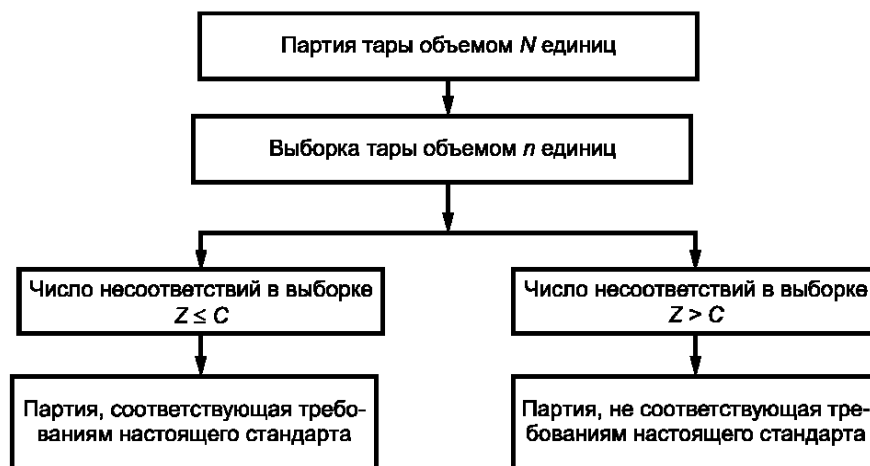 Партия тары объемом N единиц
Выборка тары объемом n единиц
Число несоответствий в выборке
Z ≤ C
Число несоответствий в выборке
Z > C
Партия, соответствующая требо-
ваниям настоящего стандарта
Партия, не соответствующая тре-
бованиям настоящего стандарта